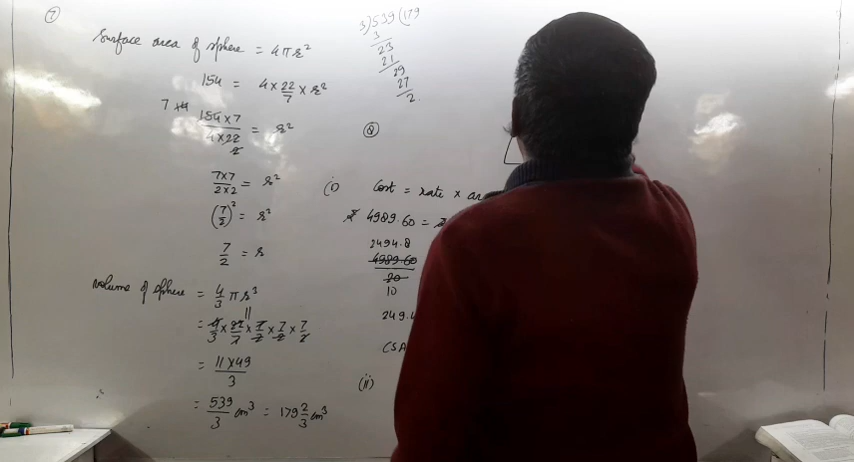 7
Surface area of sphere = 4πr²
154 = 4 × 22/7 × r²
7
154 × 7 / 4 × 22 = r²
2
7×7 / 2×2 = r²
(7/2)² = r²
7/2 = r
Volume of sphere = 4/3 πr³
11
= 4/3 × 22/7 × 7/2 × 7/2 × 7/2
= 11 × 49 / 3
= 539/3 cm³ = 179 2/3 cm³
3) 539 (179
3
23
21
29
27
2
8
(i) Cost = rate ×
₹ 4989.60 =
2494.8
4989.60
20
10
249.4
CSA
(ii)